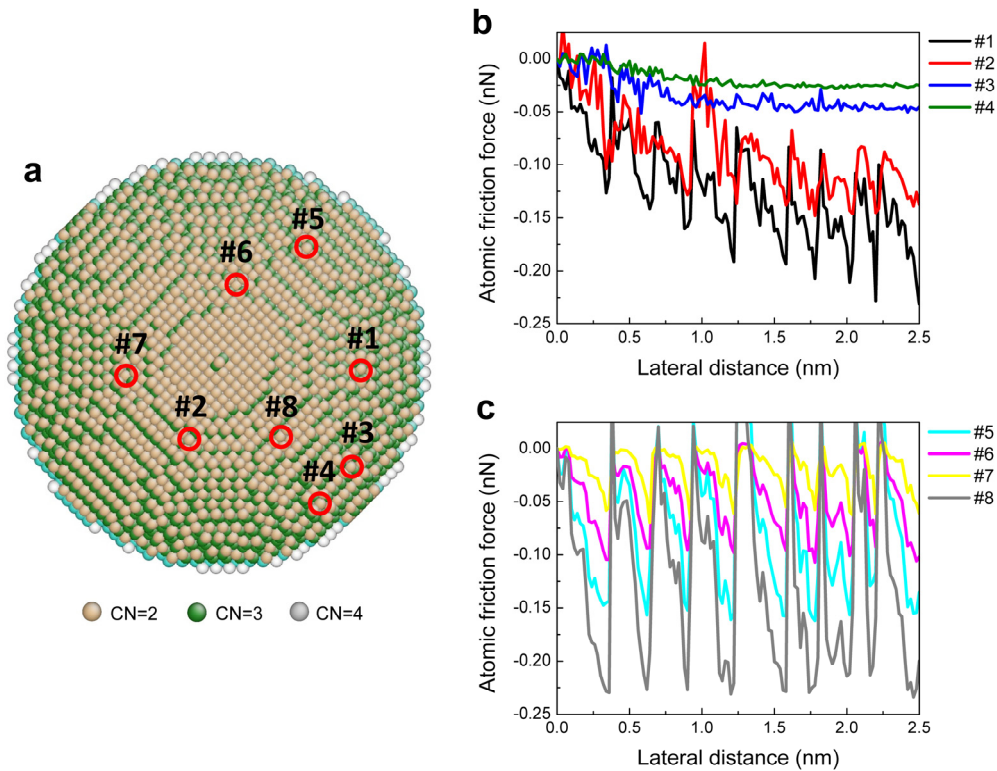 a
#5
#6
#7
#1
#2
#8
#3
#4
CN=2 CN=3 CN=4
b
Atomic friction force (nN)
0.00
-0.05
-0.10
-0.15
-0.20
-0.25
0.0 0.5 1.0 1.5 2.0 2.5
Lateral distance (nm)
#1
#2
#3
#4
c
Atomic friction force (nN)
0.00
-0.05
-0.10
-0.15
-0.20
-0.25
0.0 0.5 1.0 1.5 2.0 2.5
Lateral distance (nm)
#5
#6
#7
#8